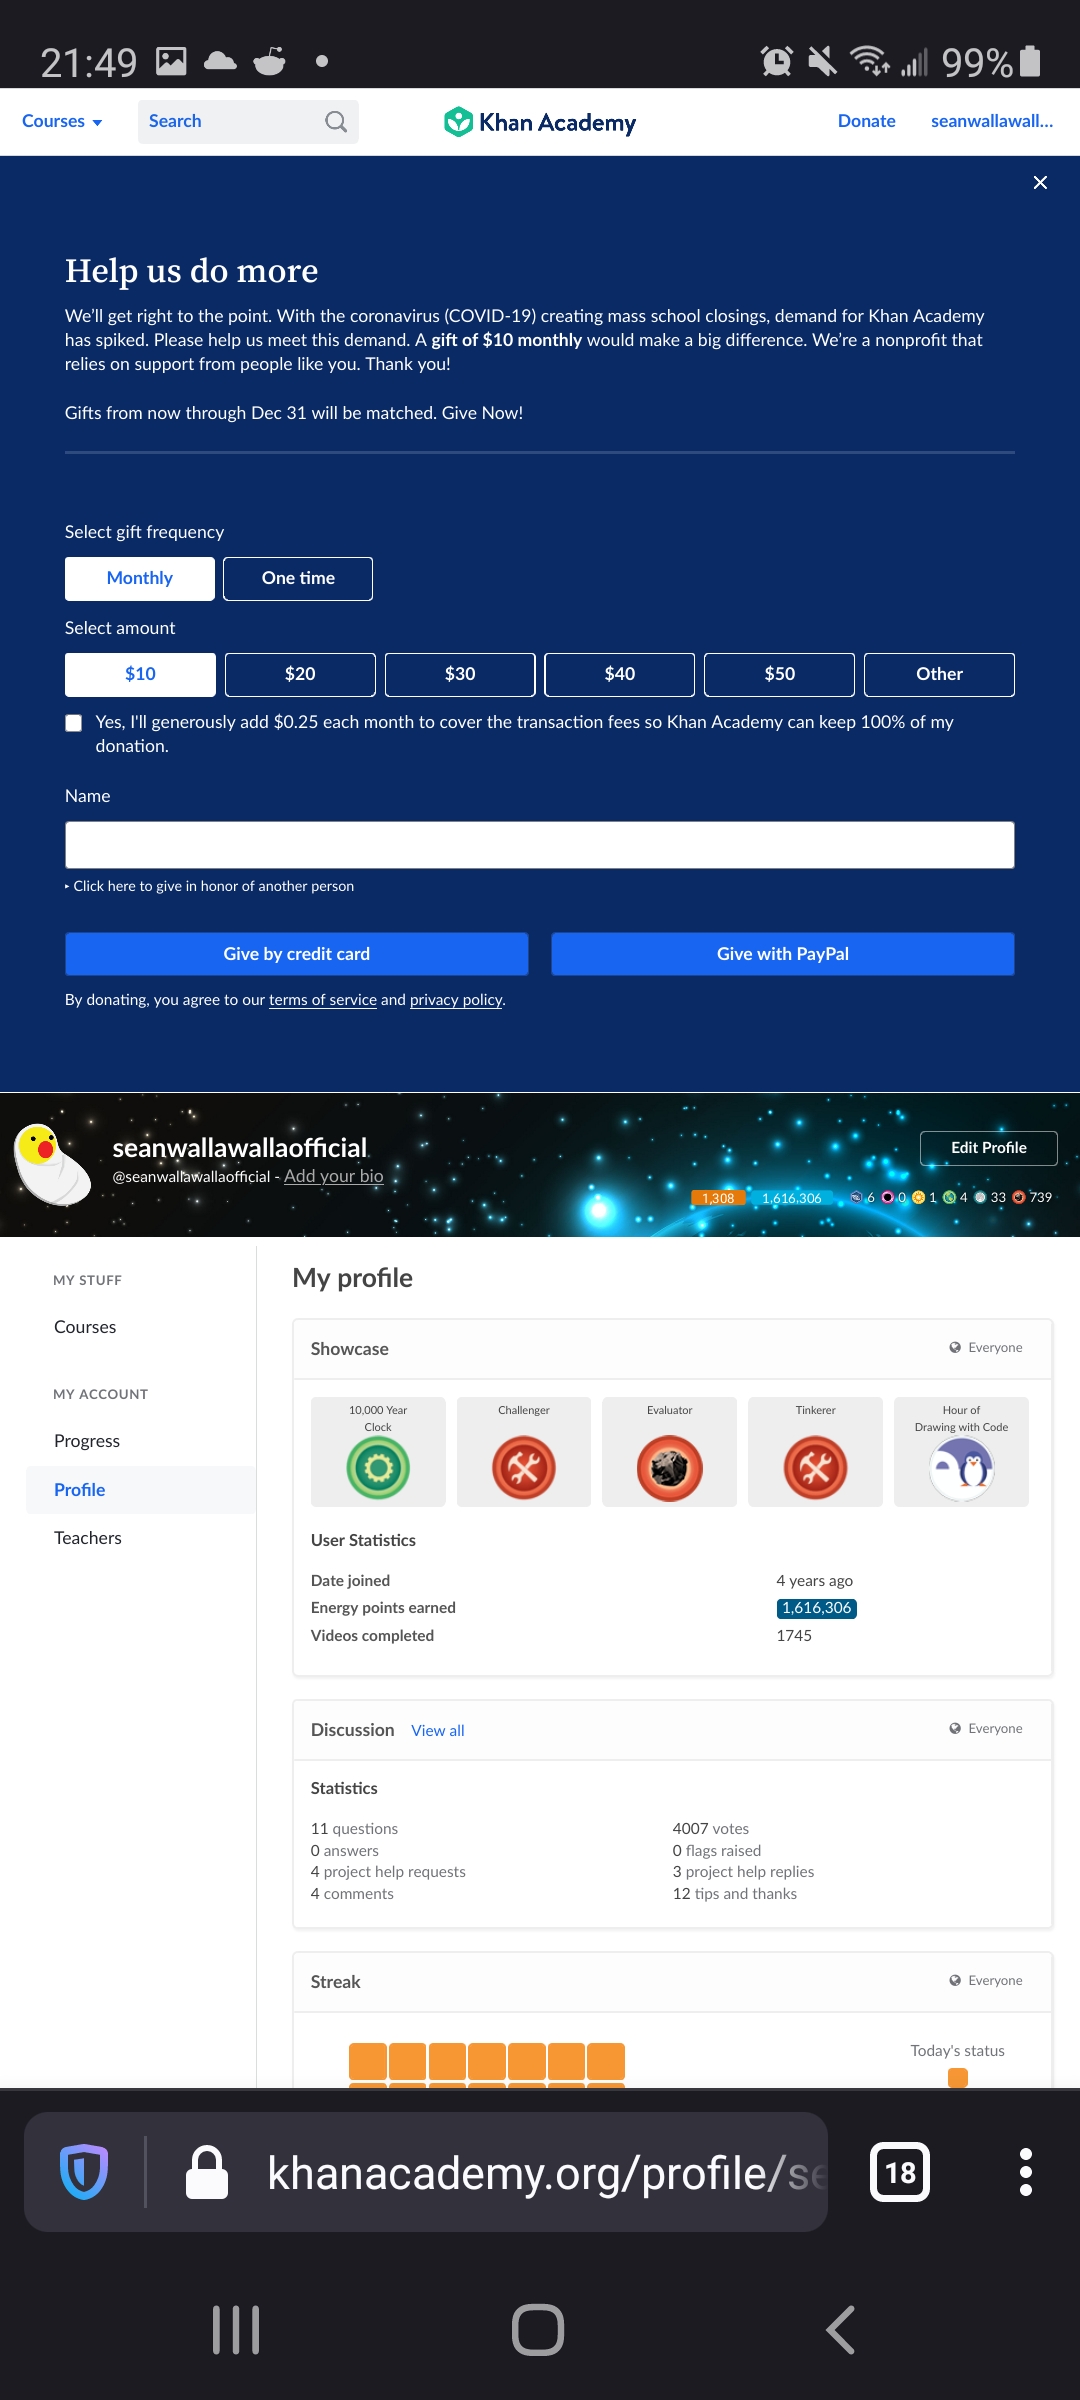 21:49
99%
Courses
Search
Khan Academy
Donate
seanwallawall...
Help us do more
We'll get right to the point. With the coronavirus (COVID-19) creating mass school closings, demand for Khan Academy
has spiked. Please help us meet this demand. A gift of $10 monthly would make a big difference. We're a nonprofit that
relies on support from people like you. Thank you!
Gifts from now through Dec 31 will be matched. Give Now!
Select gift frequency
Monthly
One time
Select amount
$10
$20
$30
$40
$50
Other
Yes, I'll generously add $0.25 each month to cover the transaction fees so Khan Academy can keep 100% of my
donation.
Name
Click here to give in honor of another person
Give by credit card
Give with PayPal
By donating, you agree to our terms of service and privacy policy.
seanwallawallaofficial
@seanwallawallaofficial - Add your bio
Edit Profile
1,308
1,616,306
6
0
1
4
33
739
MY STUFF
Courses
MY ACCOUNT
Progress
Profile
Teachers
My profile
Showcase
Everyone
10,000 Year
Clock
Challenger
Evaluator
Tinkerer
Hour of
Drawing with Code
User Statistics
Date joined
4 years ago
Energy points earned
1,616,306
Videos completed
1745
Discussion
View all
Everyone
Statistics
11 questions
4007 votes
0 answers
0 flags raised
4 project help requests
3 project help replies
4 comments
12 tips and thanks
Streak
Everyone
Today's status
khanacademy.org/profile/se
18